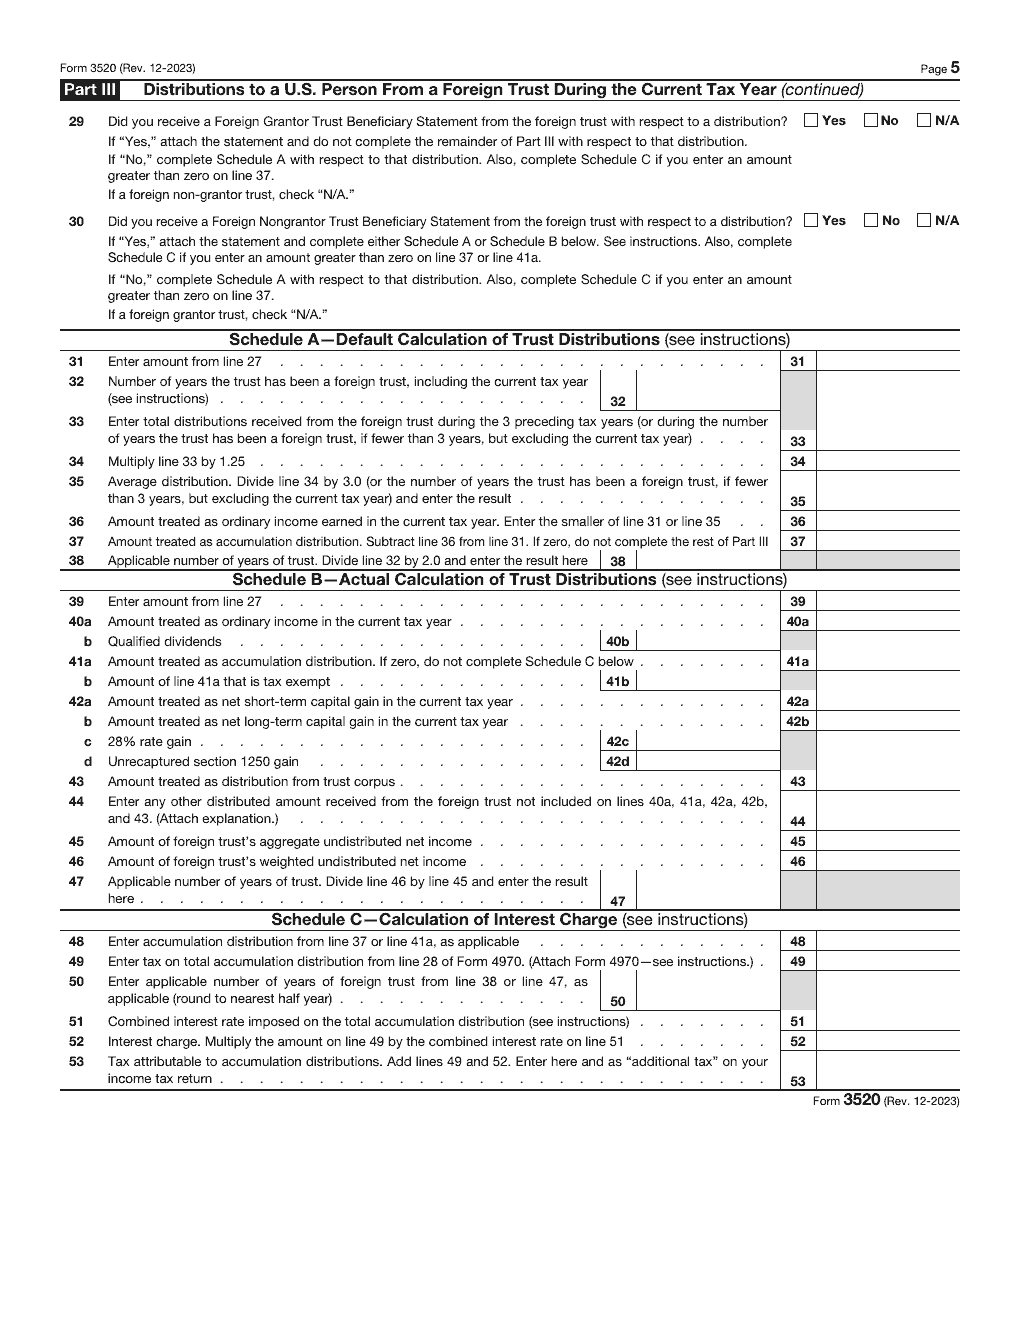 Form 3520 (Rev. 12-2023) Page 5
Part III Distributions to a U.S. Person From a Foreign Trust During the Current Tax Year (continued)
29 Did you receive a Foreign Grantor Trust Beneficiary Statement from the foreign trust with respect to a distribution? Yes No N/A
If “Yes,” attach the statement and do not complete the remainder of Part III with respect to that distribution.
If “No,” complete Schedule A with respect to that distribution. Also, complete Schedule C if you enter an amount
greater than zero on line 37.
If a foreign non-grantor trust, check “N/A.”
30 Did you receive a Foreign Nongrantor Trust Beneficiary Statement from the foreign trust with respect to a distribution? Yes No N/A
If “Yes,” attach the statement and complete either Schedule A or Schedule B below. See instructions. Also, complete
Schedule C if you enter an amount greater than zero on line 37 or line 41a.
If “No,” complete Schedule A with respect to that distribution. Also, complete Schedule C if you enter an amount
greater than zero on line 37.
If a foreign grantor trust, check “N/A.”
Schedule A—Default Calculation of Trust Distributions (see instructions)
31 Enter amount from line 27 . . . . . . . . . . . . . . . . . . . . . . . . . 31
32 Number of years the trust has been a foreign trust, including the current tax year
(see instructions) . . . . . . . . . . . . . . . . . . . 32
33 Enter total distributions received from the foreign trust during the 3 preceding tax years (or during the number
of years the trust has been a foreign trust, if fewer than 3 years, but excluding the current tax year) . . . . 33
34 Multiply line 33 by 1.25 . . . . . . . . . . . . . . . . . . . . . . . . . . 34
35 Average distribution. Divide line 34 by 3.0 (or the number of years the trust has been a foreign trust, if fewer
than 3 years, but excluding the current tax year) and enter the result . . . . . . . . . . . . . 35
36 Amount treated as ordinary income earned in the current tax year. Enter the smaller of line 31 or line 35 . . 36
37 Amount treated as accumulation distribution. Subtract line 36 from line 31. If zero, do not complete the rest of Part III 37
38 Applicable number of years of trust. Divide line 32 by 2.0 and enter the result here 38
Schedule B—Actual Calculation of Trust Distributions (see instructions)
39 Enter amount from line 27 . . . . . . . . . . . . . . . . . . . . . . . . . 39
40a Amount treated as ordinary income in the current tax year . . . . . . . . . . . . . . . . 40a
b Qualified dividends . . . . . . . . . . . . . . . . . . 40b
41a Amount treated as accumulation distribution. If zero, do not complete Schedule C below . . . . . . . 41a
b Amount of line 41a that is tax exempt . . . . . . . . . . . . . 41b
42a Amount treated as net short-term capital gain in the current tax year . . . . . . . . . . . . . 42a
b Amount treated as net long-term capital gain in the current tax year . . . . . . . . . . . . . 42b
c 28% rate gain . . . . . . . . . . . . . . . . . . . . 42c
d Unrecaptured section 1250 gain . . . . . . . . . . . . . . 42d
43 Amount treated as distribution from trust corpus . . . . . . . . . . . . . . . . . . . 43
44 Enter any other distributed amount received from the foreign trust not included on lines 40a, 41a, 42a, 42b,
and 43. (Attach explanation.) . . . . . . . . . . . . . . . . . . . . . . . . 44
45 Amount of foreign trust’s aggregate undistributed net income . . . . . . . . . . . . . . . 45
46 Amount of foreign trust’s weighted undistributed net income . . . . . . . . . . . . . . . 46
47 Applicable number of years of trust. Divide line 46 by line 45 and enter the result
here . . . . . . . . . . . . . . . . . . . . . . . 47
Schedule C—Calculation of Interest Charge (see instructions)
48 Enter accumulation distribution from line 37 or line 41a, as applicable . . . . . . . . . . . . 48
49 Enter tax on total accumulation distribution from line 28 of Form 4970. (Attach Form 4970—see instructions.) . 49
50 Enter applicable number of years of foreign trust from line 38 or line 47, as
applicable (round to nearest half year) . . . . . . . . . . . . . 50
51 Combined interest rate imposed on the total accumulation distribution (see instructions) . . . . . . . 51
52 Interest charge. Multiply the amount on line 49 by the combined interest rate on line 51 . . . . . . . 52
53 Tax attributable to accumulation distributions. Add lines 49 and 52. Enter here and as “additional tax” on your
income tax return . . . . . . . . . . . . . . . . . . . . . . . . . . . . 53
Form 3520 (Rev. 12-2023)